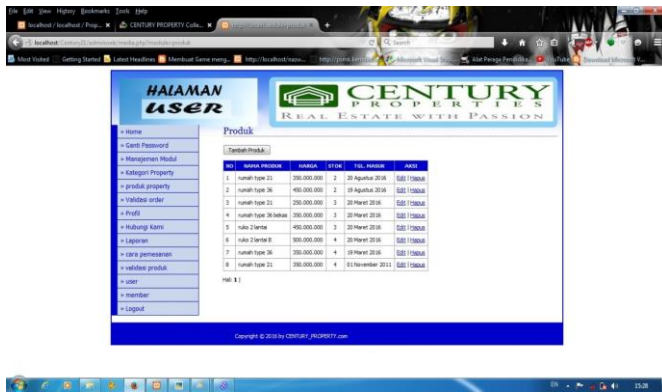 File Edit View History Bookmarks Tools Help
localhost / localhost / Prop...
CENTURY PROPERTY Colle...
Search
Most Visited Getting Started Latest Headlines Membuat Game meng... YouTube
HALAMAN
USER
CENTURY
PROPERTIES
REAL ESTATE WITH PASSION
» Home
» Ganti Password
» Manajemen Modul
» Kategori Property
» produk property
» Validasi order
» Profil
» Hubungi Kami
» Laporan
» cara pemesanan
» validasi produk
» user
» member
» Logout
Produk
Tambah Produk
NO NAMA PRODUK HARGA STOK TGL. MASUK AKSI
1 rumah type 21 350.000.000 2 20 Agustus 2016 Edit | Hapus
2 rumah type 36 450.000.000 2 19 Agustus 2016 Edit | Hapus
3 rumah type 21 250.000.000 3 20 Maret 2016 Edit | Hapus
4 rumah type 36 bekas 350.000.000 3 20 Maret 2016 Edit | Hapus
5 ruko 2 lantai 450.000.000 3 20 Maret 2016 Edit | Hapus
6 ruko 2 lantai B 500.000.000 4 20 Maret 2016 Edit | Hapus
7 rumah type 36 350.000.000 4 19 Maret 2016 Edit | Hapus
8 rumah type 21 350.000.000 4 01 November 2011 Edit | Hapus
Hal: 1 |
Copyright © 2016 by CENTURY_PROPERTY.com
EN
15:28